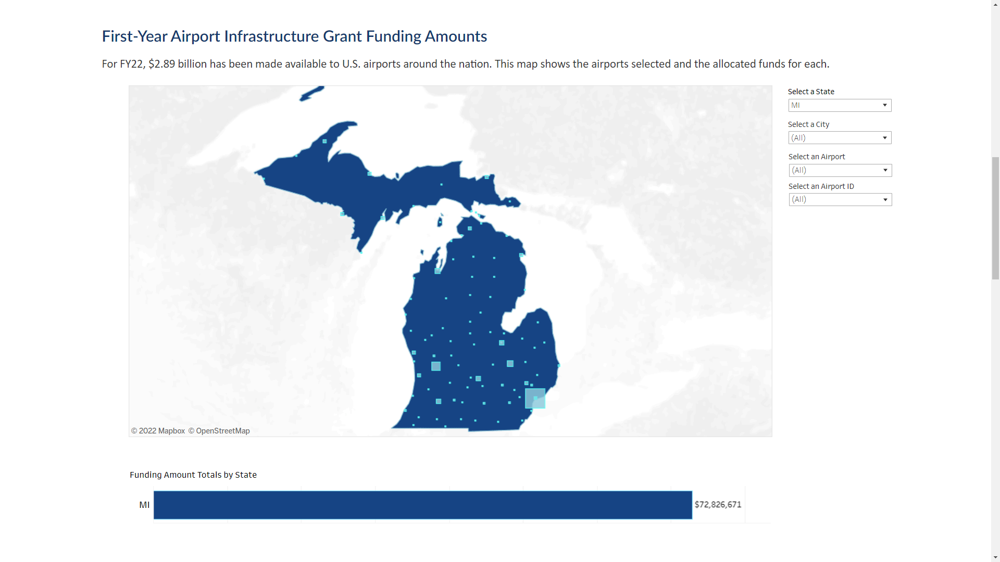 First-Year Airport Infrastructure Grant Funding Amounts
For FY22, $2.89 billion has been made available to U.S. airports around the nation. This map shows the airports selected and the allocated funds for each.
Select a State
MI
Select a City
(All)
Select an Airport
(All)
Select an Airport ID
(All)
© 2022 Mapbox © OpenStreetMap
Funding Amount Totals by State
MI $72,826,671